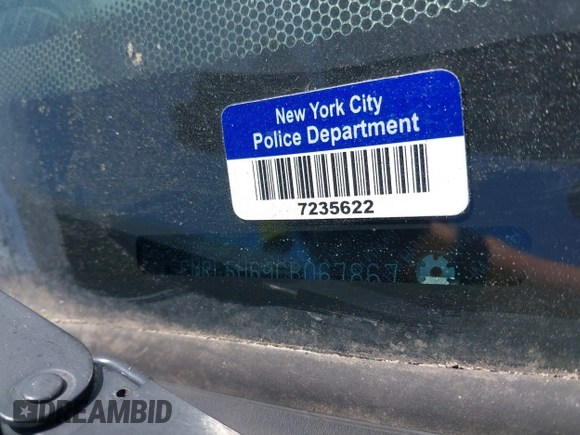 New York City
Police Department
7235622
DREAMBID